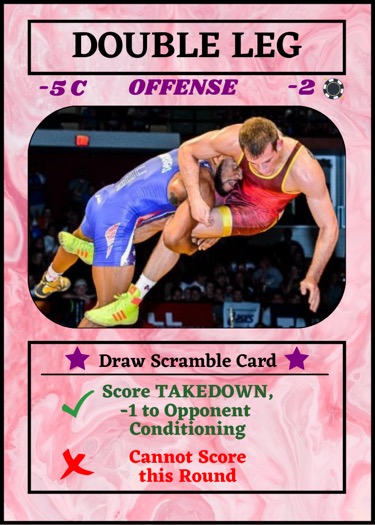 DOUBLE LEG
-5 C OFFENSE -2
Draw Scramble Card
Score TAKEDOWN,
-1 to Opponent
Conditioning
Cannot Score
this Round